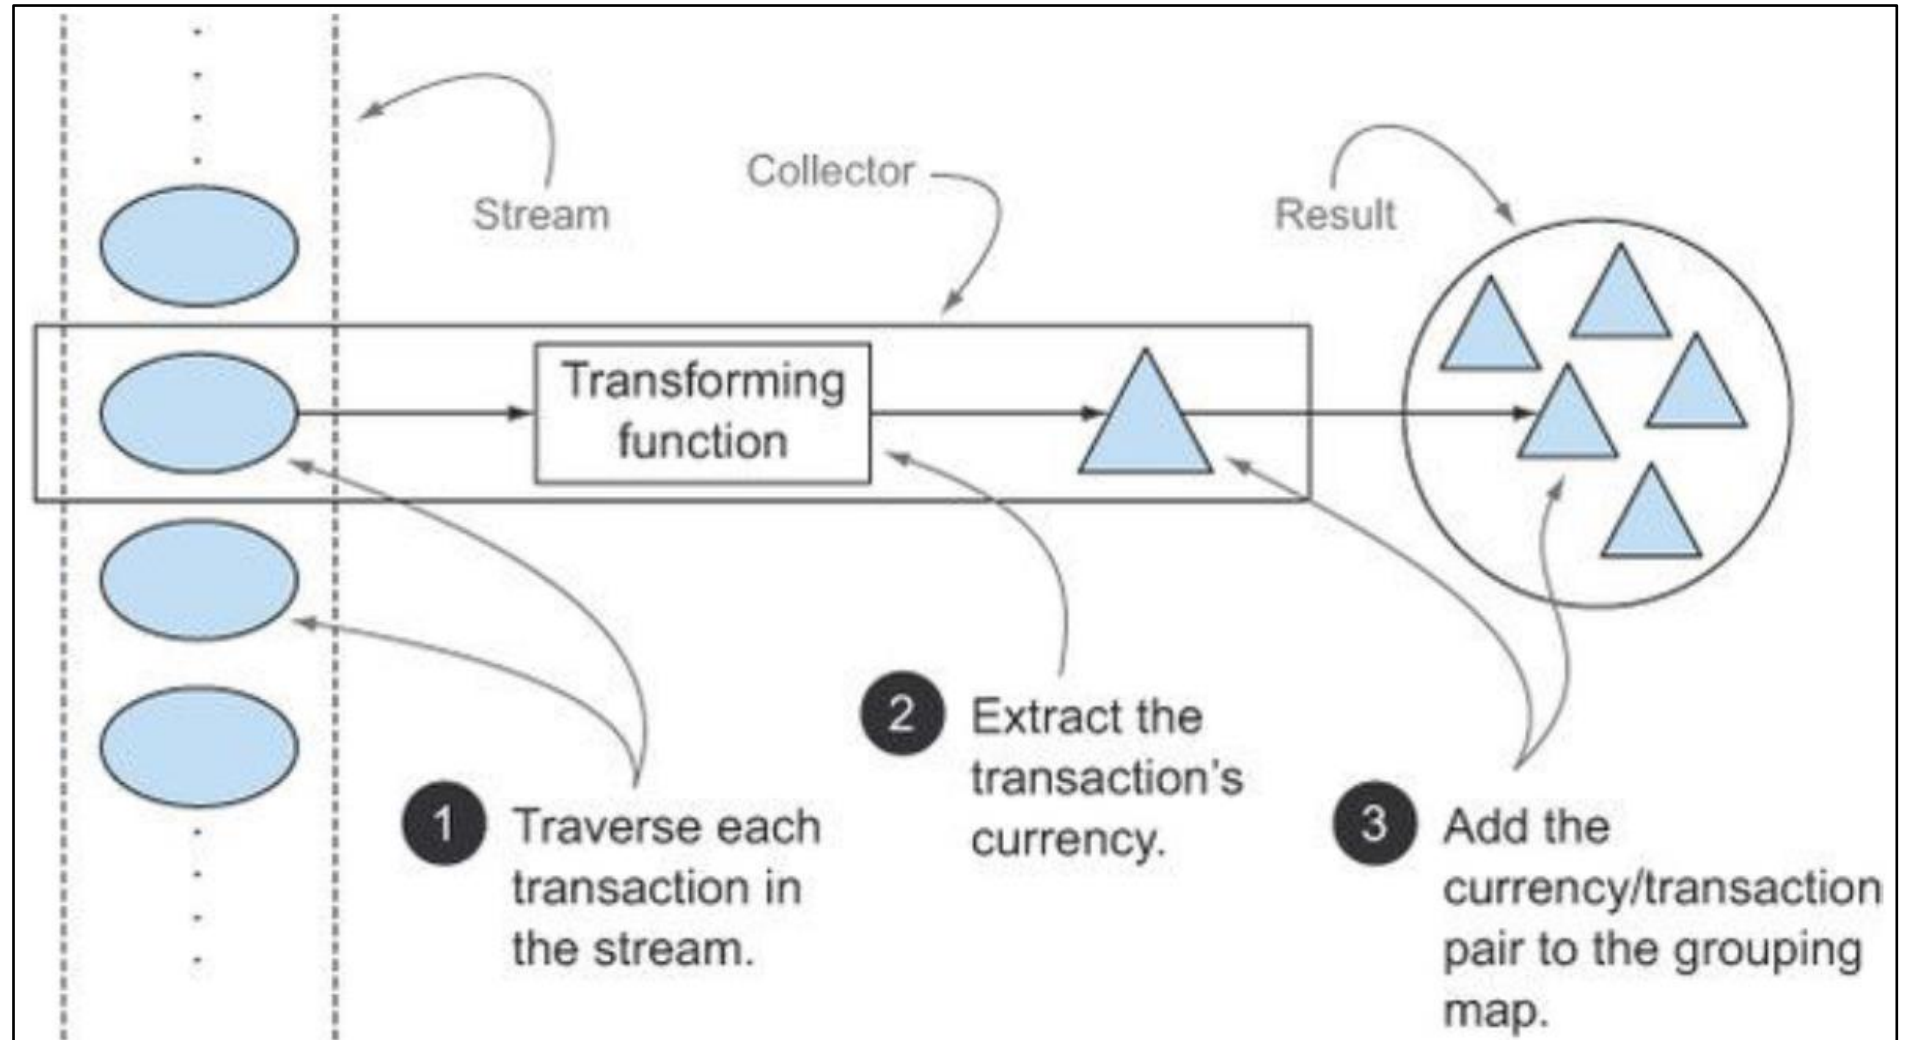 Stream
Collector
Result
Transforming
function
1
Traverse each
transaction in
the stream.
2
Extract the
transaction's
currency.
3
Add the
currency/transaction
pair to the grouping
map.